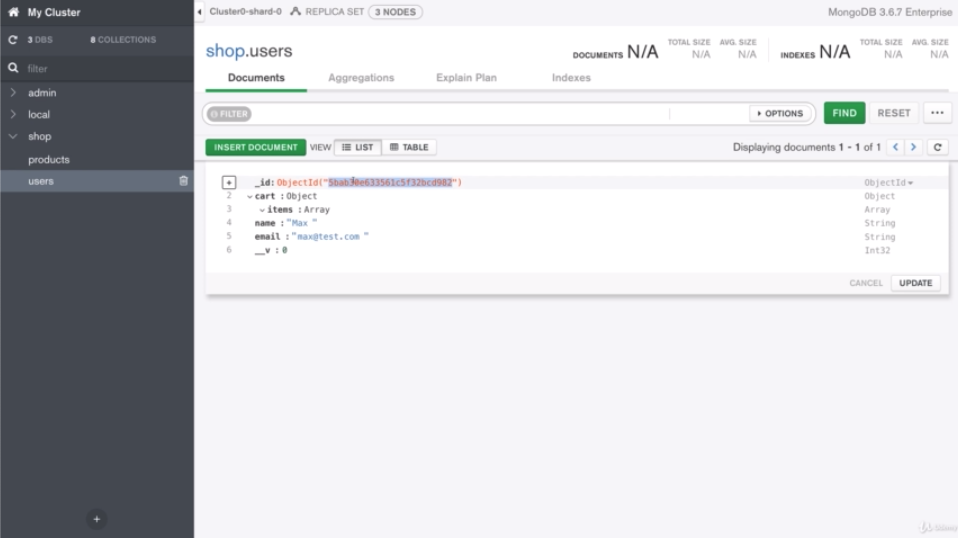 My Cluster
3 DBS 8 COLLECTIONS
filter
admin
local
shop
products
users
Cluster0-shard-0 REPLICA SET 3 NODES
MongoDB 3.6.7 Enterprise
shop.users
DOCUMENTS N/A TOTAL SIZE N/A AVG. SIZE N/A INDEXES N/A TOTAL SIZE N/A AVG. SIZE N/A
Documents Aggregations Explain Plan Indexes
FILTER OPTIONS FIND RESET ...
INSERT DOCUMENT VIEW LIST TABLE Displaying documents 1 - 1 of 1
_id: ObjectId("5bab30e633561c5f32bcd982") ObjectId
2 cart : Object Object
3 items : Array Array
4 name : "Max " String
5 email : "max@test.com " String
6 __v : 0 Int32
CANCEL UPDATE
Udemy